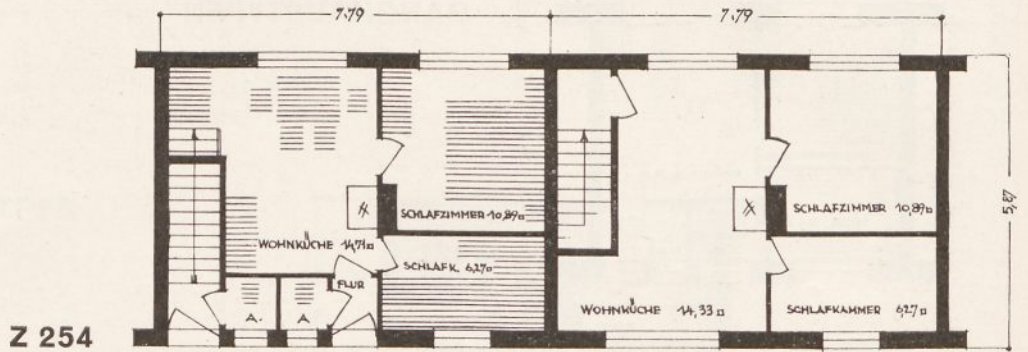 7,79
7,79
5,87
SCHLAFZIMMER 10,89 □
SCHLAFZIMMER 10,89 □
WOHNKÜCHE 14,71 □
SCHLAFK. 6,27 □
FLUR
A.
A
WOHNKÜCHE 14,33 □
SCHLAFKAMMER 6,27 □
Z 254